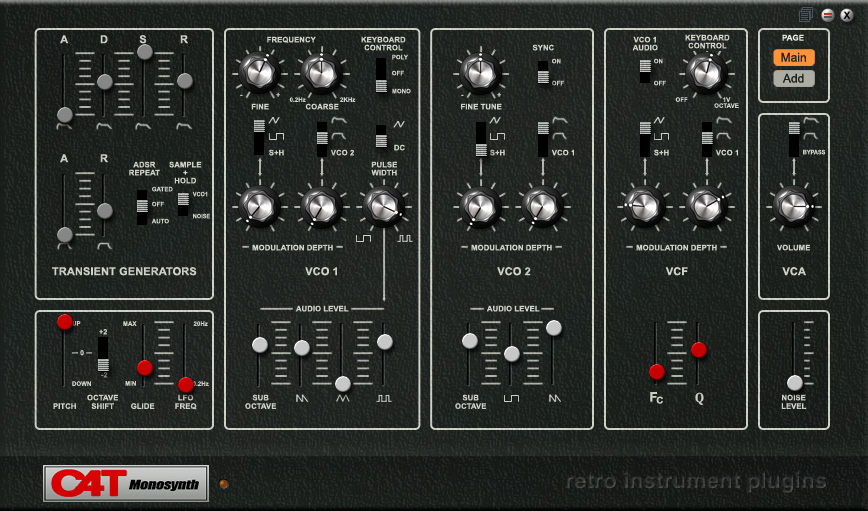 A D S R
A R
ADSR
REPEAT
SAMPLE
+
HOLD
GATED
OFF
AUTO
VCO1
NOISE
TRANSIENT GENERATORS
UP
0
DOWN
PITCH
+2
-2
OCTAVE
SHIFT
MAX
MIN
GLIDE
20Hz
0.2Hz
LFO
FREQ
FREQUENCY
FINE
0.2Hz
COARSE
2KHz
KEYBOARD
CONTROL
POLY
OFF
MONO
S+H
VCO 2
DC
PULSE
WIDTH
MODULATION DEPTH
VCO 1
AUDIO LEVEL
SUB
OCTAVE
SYNC
ON
OFF
FINE TUNE
S+H
VCO 1
MODULATION DEPTH
VCO 2
AUDIO LEVEL
SUB
OCTAVE
VCO 1
AUDIO
ON
OFF
KEYBOARD
CONTROL
OFF
1V
OCTAVE
S+H
VCO 1
MODULATION DEPTH
VCF
FC
Q
PAGE
Main
Add
BYPASS
VOLUME
VCA
NOISE
LEVEL
C4T Monosynth
retro instrument plugins